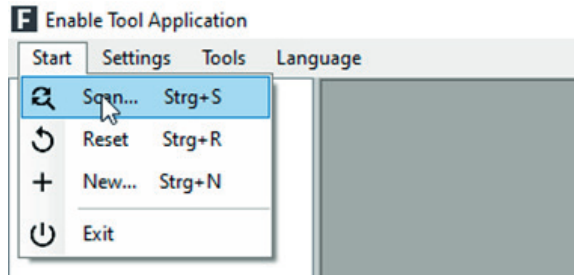 F Enable Tool Application
Start Settings Tools Language
Scan... Strg+S
Reset Strg+R
New... Strg+N
Exit